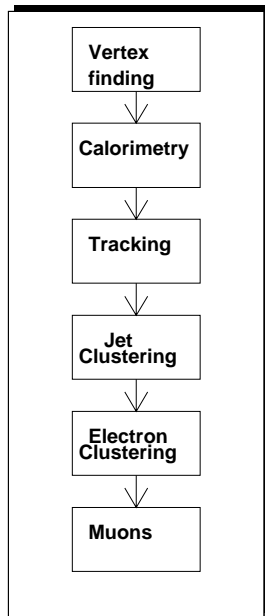 Vertex
finding
Calorimetry
Tracking
Jet
Clustering
Electron
Clustering
Muons